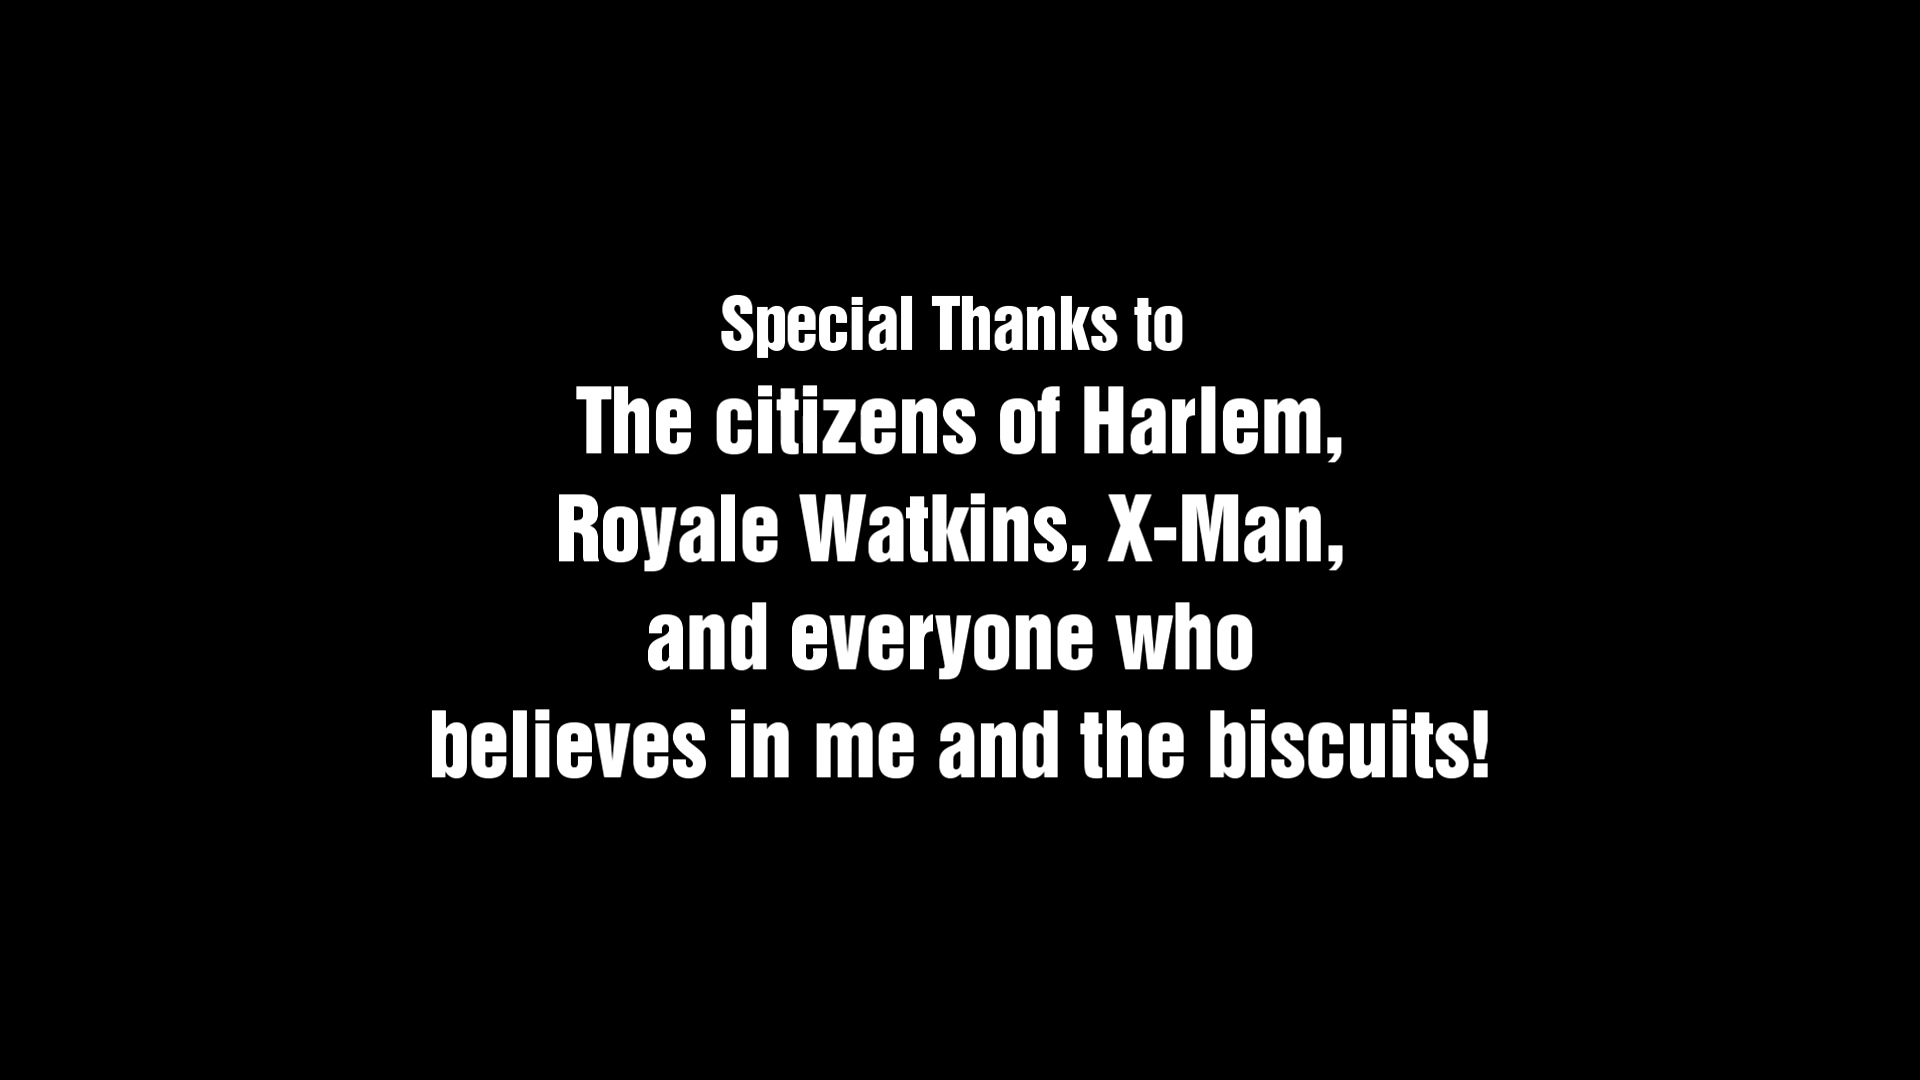 Special Thanks to
The citizens of Harlem,
Royale Watkins, X-Man,
and everyone who
believes in me and the biscuits!